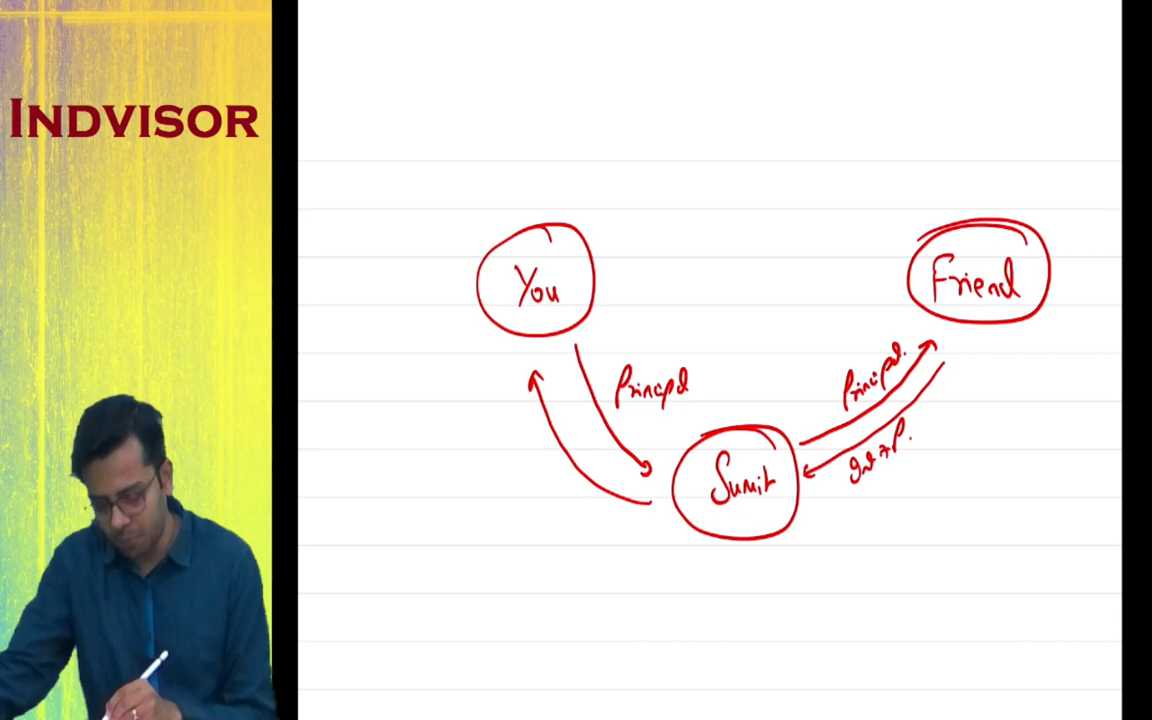 INDVISOR
You
Friend
Principal
Principal.
Sumit
Int + P.